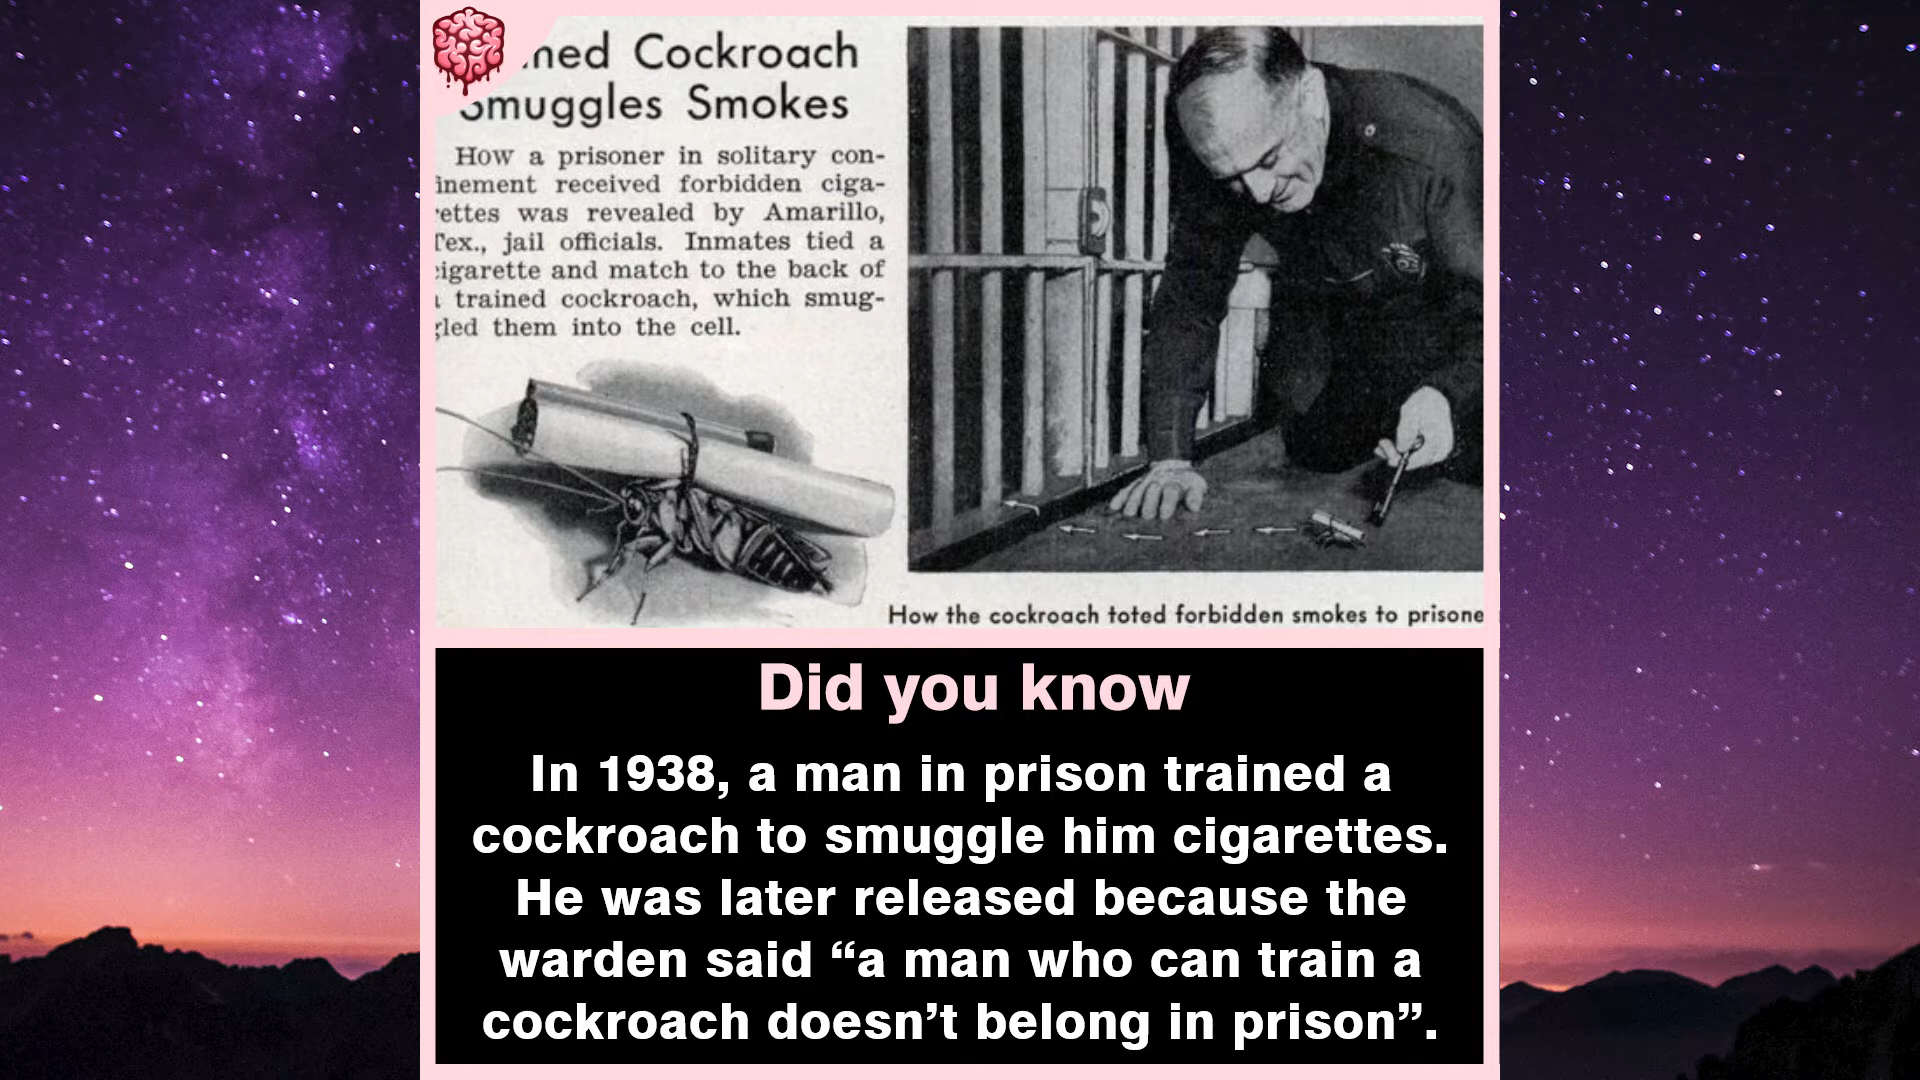 Cockroach
Smuggles Smokes
How a prisoner in solitary con-
inement received forbidden ciga-
ettes was revealed by Amarillo,
Tex., jail officials. Inmates tied a
cigarette and match to the back of
trained cockroach, which smug-
gled them into the cell.
How the cockroach toted forbidden smokes to prisone
Did you know
In 1938, a man in prison trained a
cockroach to smuggle him cigarettes.
He was later released because the
warden said “a man who can train a
cockroach doesn’t belong in prison”.